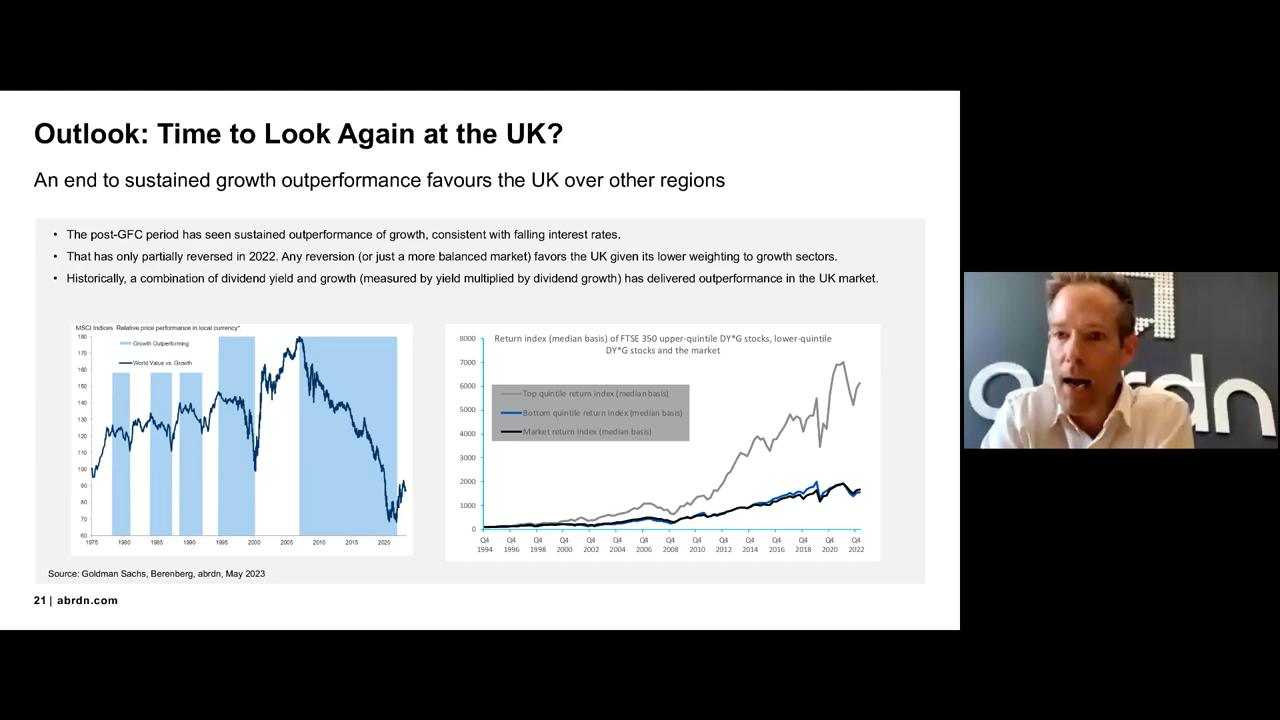 Outlook: Time to Look Again at the UK?
An end to sustained growth outperformance favours the UK over other regions
• The post-GFC period has seen sustained outperformance of growth, consistent with falling interest rates.
• That has only partially reversed in 2022. Any reversion (or just a more balanced market) favors the UK given its lower weighting to growth sectors.
• Historically, a combination of dividend yield and growth (measured by yield multiplied by dividend growth) has delivered outperformance in the UK market.
MSCI Indices. Relative price performance in local currency*.
180
170
160
150
140
130
120
110
100
90
80
70
60
Growth Outperforming
World Value vs. Growth
1975 1980 1985 1990 1995 2000 2005 2010 2015 2020
Return index (median basis) of FTSE 350 upper-quintile DY*G stocks, lower-quintile
DY*G stocks and the market
8000
7000
6000
5000
4000
3000
2000
1000
0
Top quintile return index (median basis)
Bottom quintile return index (median basis)
Market return index (median basis)
Q4 Q4 Q4 Q4 Q4 Q4 Q4 Q4 Q4 Q4 Q4 Q4 Q4 Q4 Q4
1994 1996 1998 2000 2002 2004 2006 2008 2010 2012 2014 2016 2018 2020 2022
Source: Goldman Sachs, Berenberg, abrdn, May 2023
21 | abrdn.com
abrdn